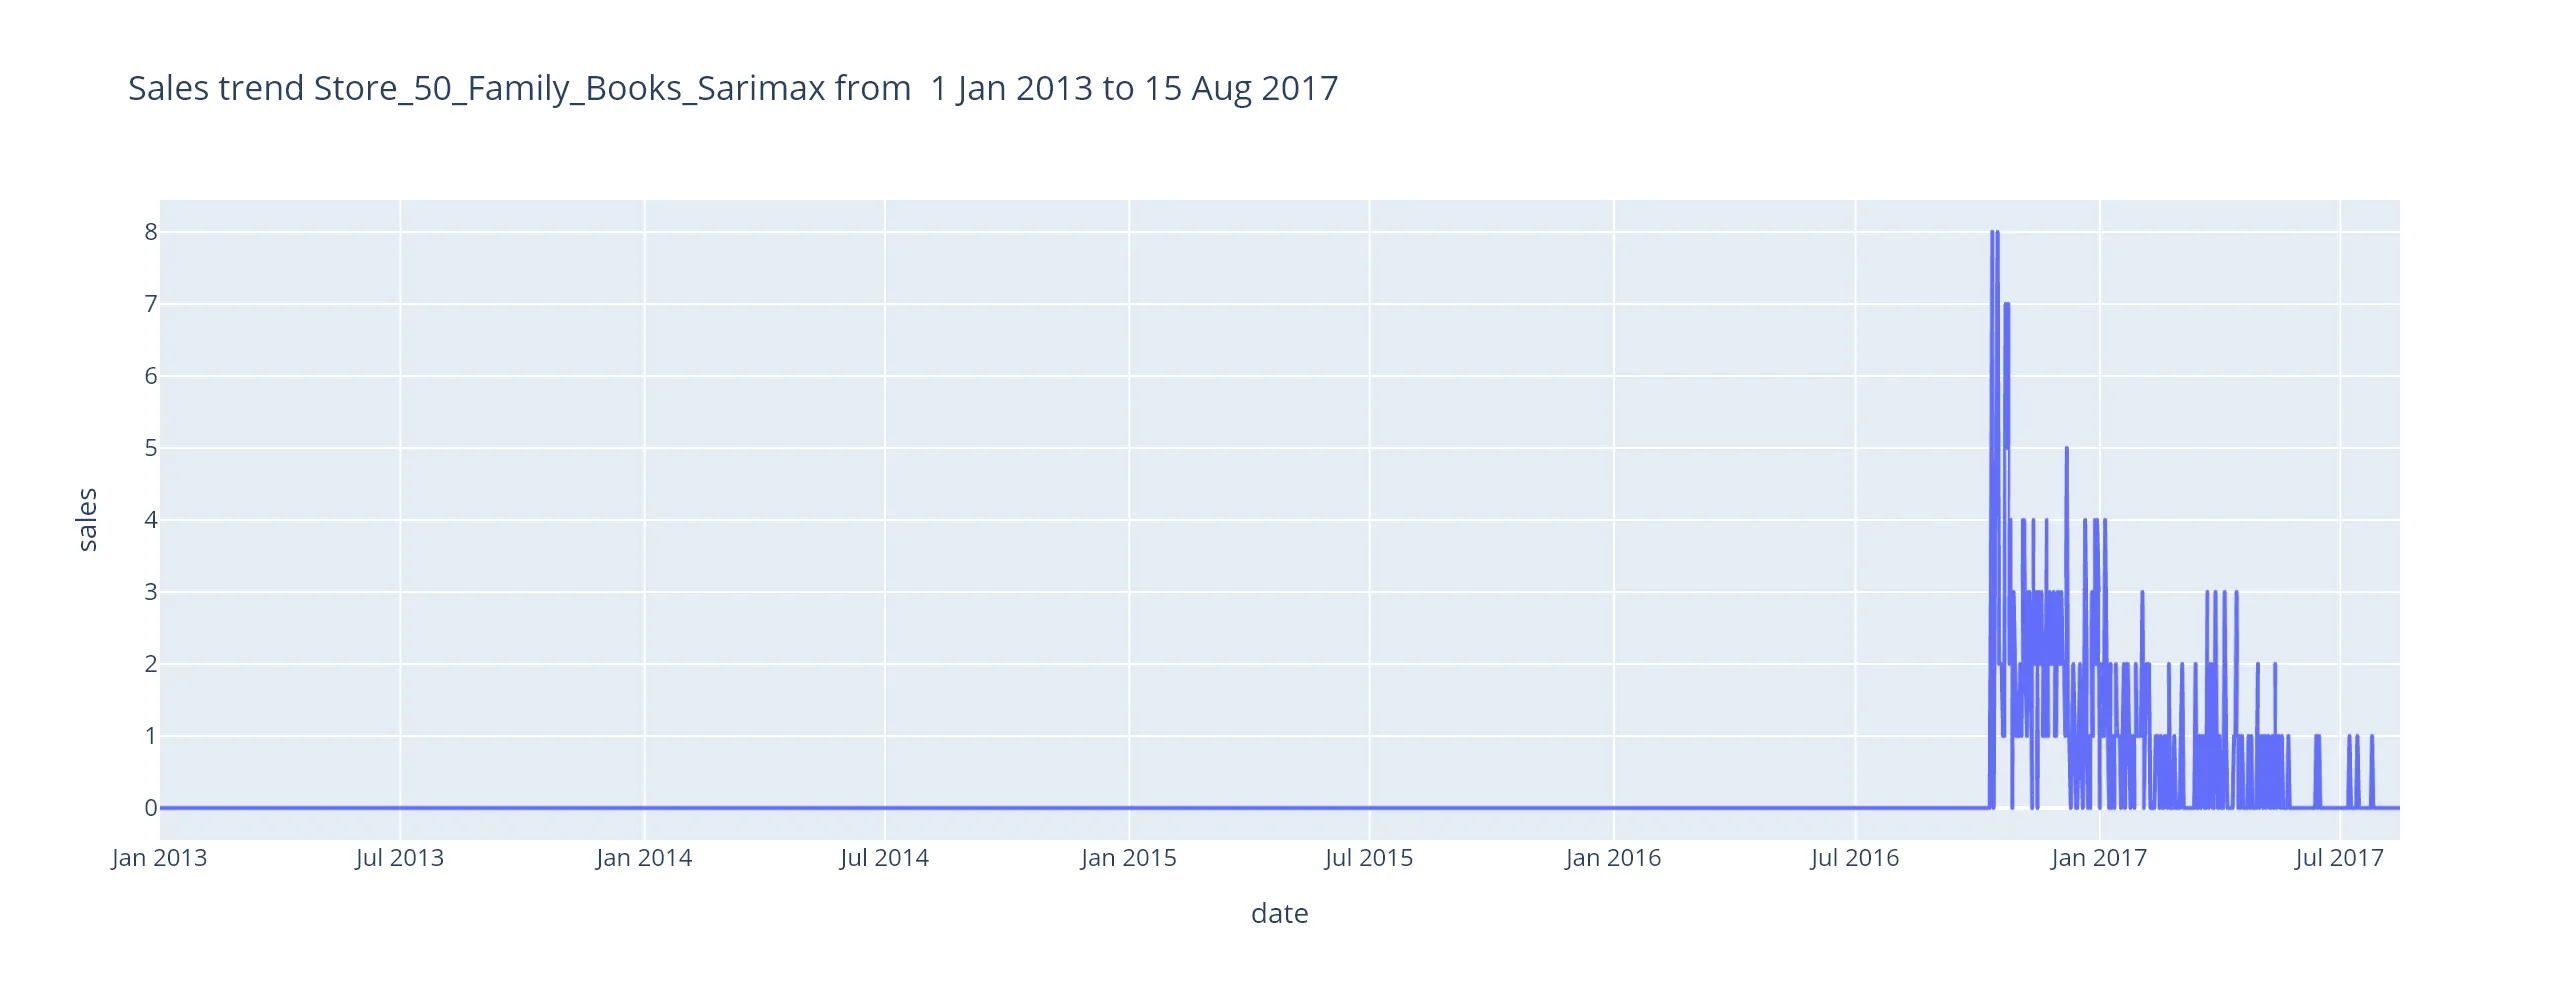 Sales trend Store_50_Family_Books_Sarimax from  1 Jan 2013 to 15 Aug 2017
8
7
6
5
4
3
2
1
0
sales
Jan 2013
Jul 2013
Jan 2014
Jul 2014
Jan 2015
Jul 2015
Jan 2016
Jul 2016
Jan 2017
Jul 2017
date